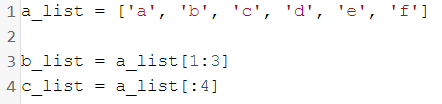 1 a_list = ['a', 'b', 'c', 'd', 'e', 'f']
2
3 b_list = a_list[1:3]
4 c_list = a_list[:4]